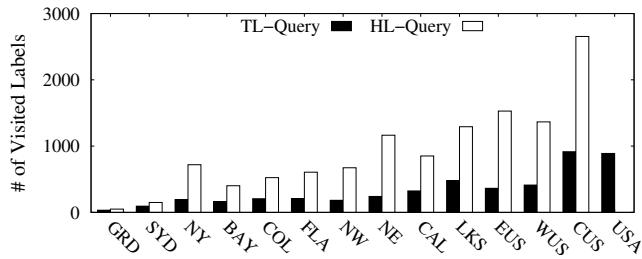 # of Visited Labels
3000
2000
1000
0
TL−Query HL−Query
GRD
SYD
NY
BAY
COL
FLA
NW
NE
CAL
LKS
EUS
WUS
CUS
USA